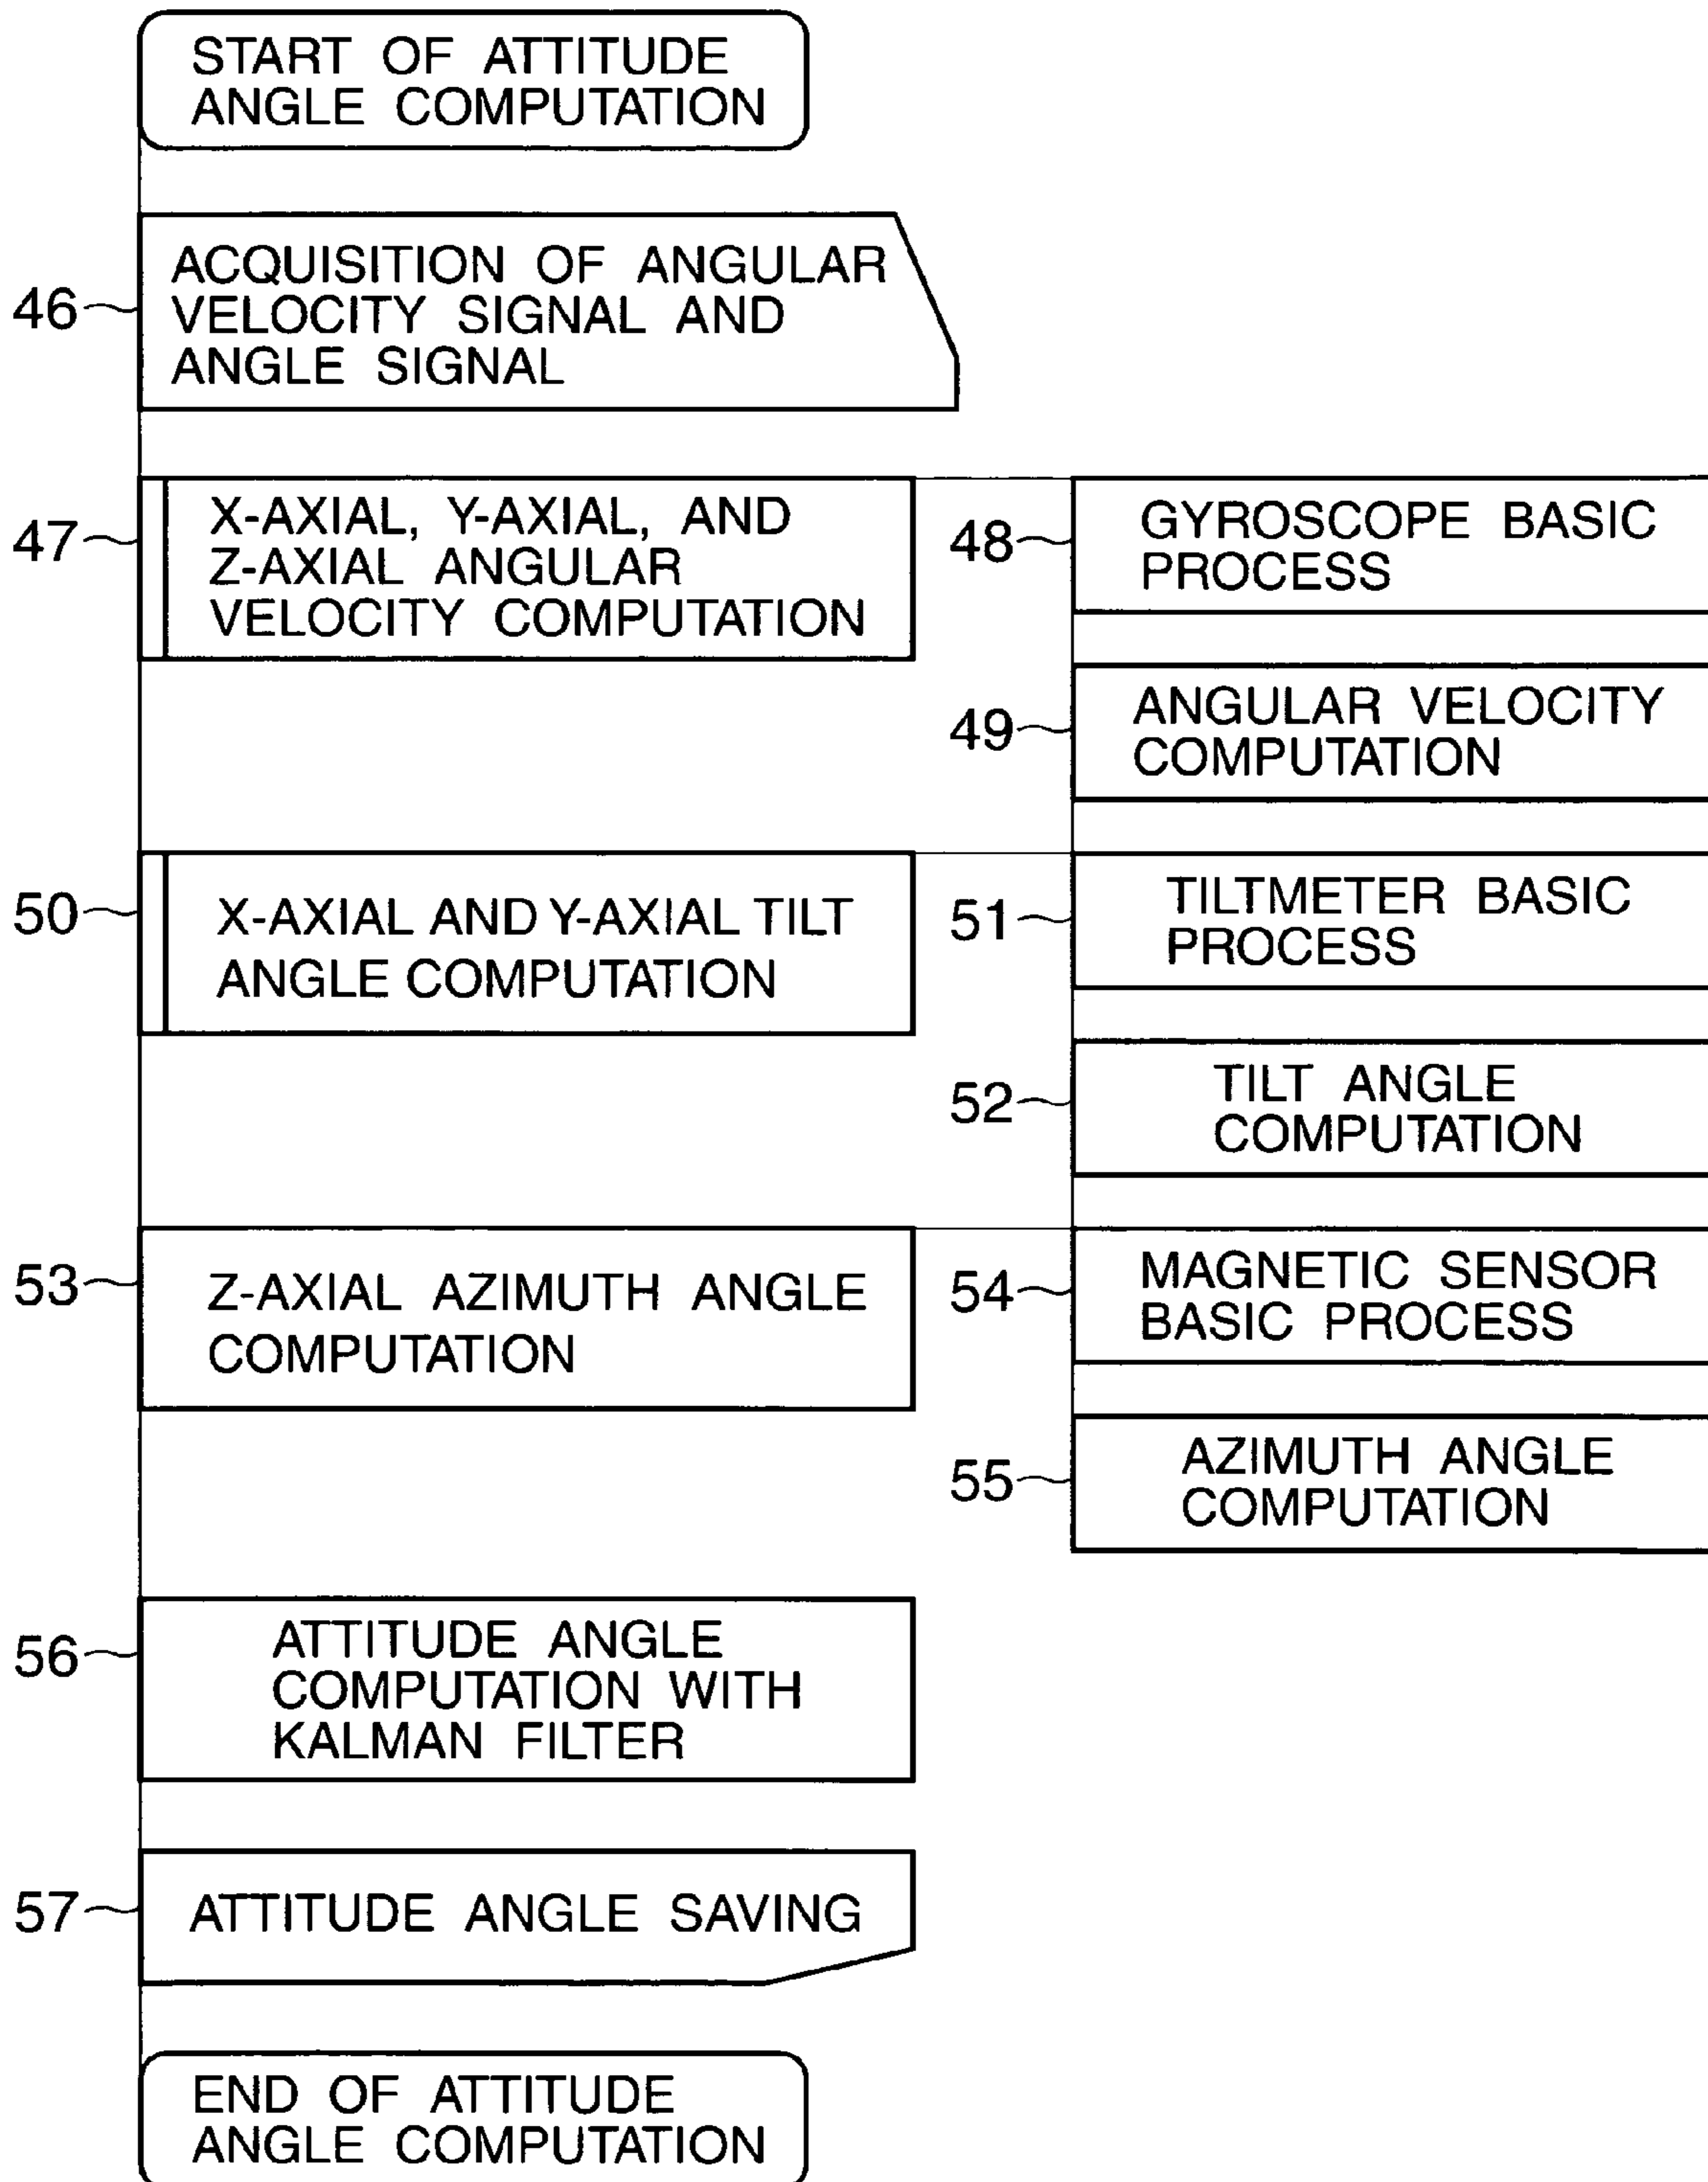 START OF ATTITUDE
ANGLE COMPUTATION
46
ACQUISITION OF ANGULAR
VELOCITY SIGNAL AND
ANGLE SIGNAL
47
X-AXIAL, Y-AXIAL, AND
Z-AXIAL ANGULAR
VELOCITY COMPUTATION
48
GYROSCOPE BASIC
PROCESS
49
ANGULAR VELOCITY
COMPUTATION
50
X-AXIAL AND Y-AXIAL TILT
ANGLE COMPUTATION
51
TILTMETER BASIC
PROCESS
52
TILT ANGLE
COMPUTATION
53
Z-AXIAL AZIMUTH ANGLE
COMPUTATION
54
MAGNETIC SENSOR
BASIC PROCESS
55
AZIMUTH ANGLE
COMPUTATION
56
ATTITUDE ANGLE
COMPUTATION WITH
KALMAN FILTER
57
ATTITUDE ANGLE SAVING
END OF ATTITUDE
ANGLE COMPUTATION